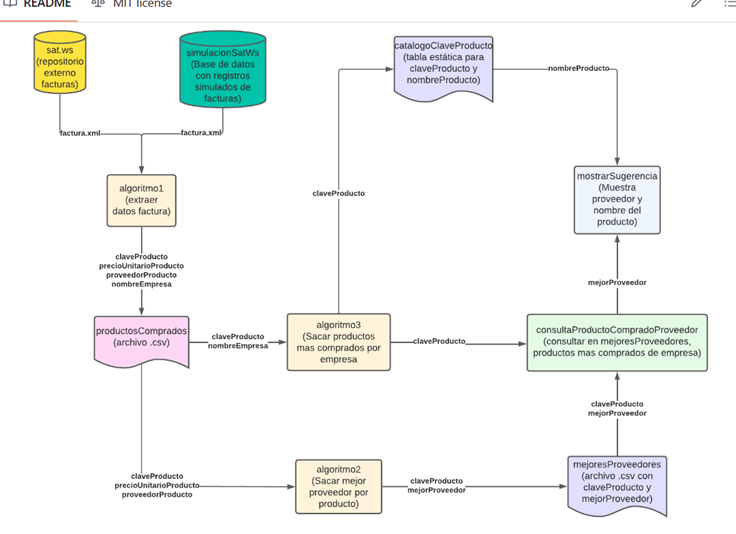 README
MIT license
sat.ws
(repositorio
externo
facturas)
simulacionSatWs
(Base de datos
con registros
simulados de
facturas)
catalogoClaveProducto
(tabla estática para
claveProducto y
nombreProducto)
nombreProducto
factura.xml
factura.xml
algoritmo1
(extraer
datos factura)
mostrarSugerencia
(Muestra
proveedor y
nombre del
producto)
claveProducto
claveProducto
precioUnitarioProducto
proveedorProducto
nombreEmpresa
mejorProveedor
productosComprados
(archivo .csv)
claveProducto
nombreEmpresa
algoritmo3
(Sacar productos
mas comprados por
empresa
claveProducto
consultaProductoCompradoProveedor
(consultar en mejoresProveedores,
productos mas comprados de empresa)
claveProducto
mejorProveedor
claveProducto
precioUnitarioProducto
proveedorProducto
algoritmo2
(Sacar mejor
proveedor por
producto)
claveProducto
mejorProveedor
mejoresProveedores
(archivo .csv con
claveProducto y
mejorProveedor)